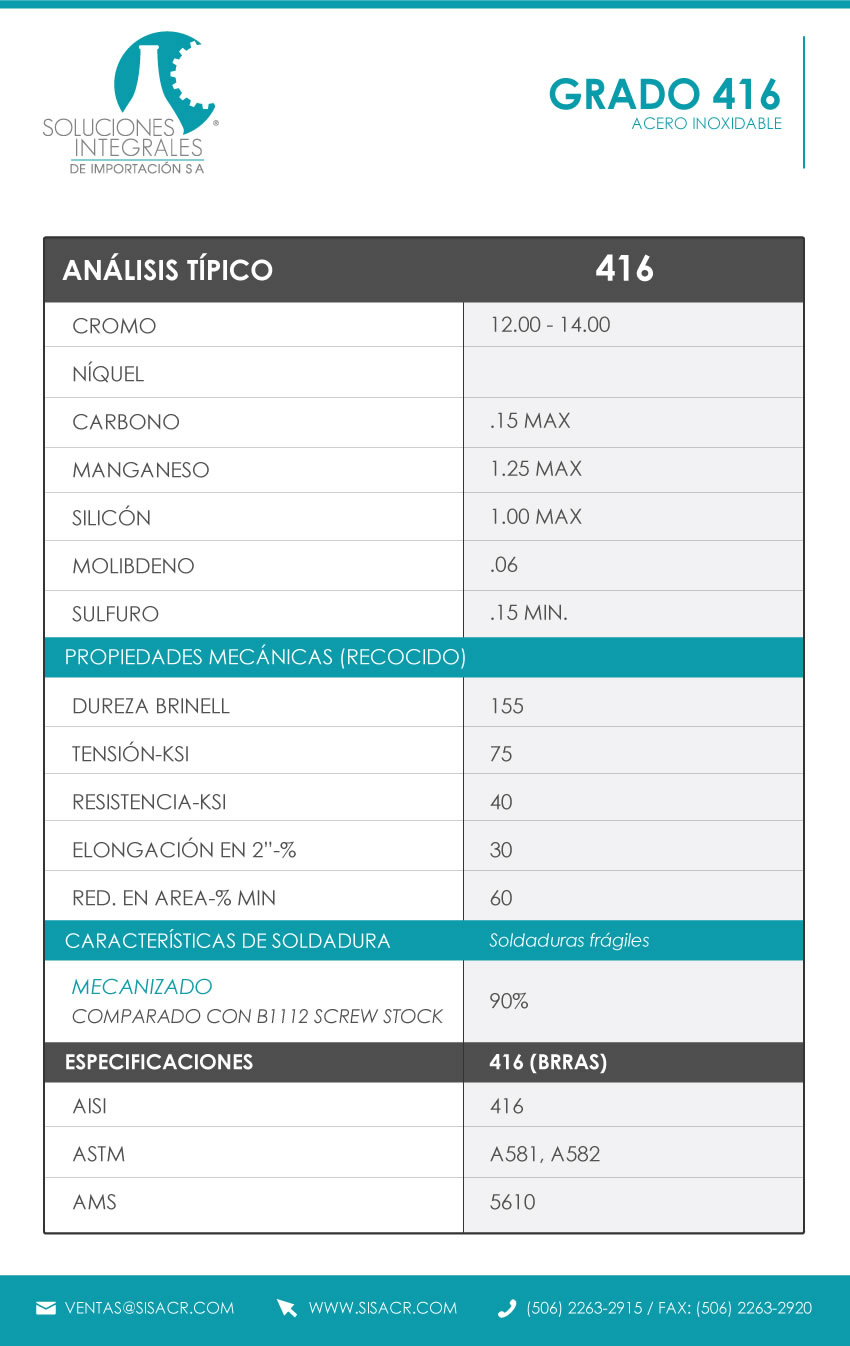 SOLUCIONES
INTEGRALES
DE IMPORTACIÓN S A
®
GRADO 416
ACERO INOXIDABLE
ANÁLISIS TÍPICO 416
CROMO 12.00 - 14.00
NÍQUEL
CARBONO .15 MAX
MANGANESO 1.25 MAX
SILICÓN 1.00 MAX
MOLIBDENO .06
SULFURO .15 MIN.
PROPIEDADES MECÁNICAS (RECOCIDO)
DUREZA BRINELL 155
TENSIÓN-KSI 75
RESISTENCIA-KSI 40
ELONGACIÓN EN 2”-% 30
RED. EN AREA-% MIN 60
CARACTERÍSTICAS DE SOLDADURA Soldaduras frágiles
MECANIZADO
COMPARADO CON B1112 SCREW STOCK 90%
ESPECIFICACIONES 416 (BRRAS)
AISI 416
ASTM A581, A582
AMS 5610
VENTAS@SISACR.COM WWW.SISACR.COM (506) 2263-2915 / FAX: (506) 2263-2920